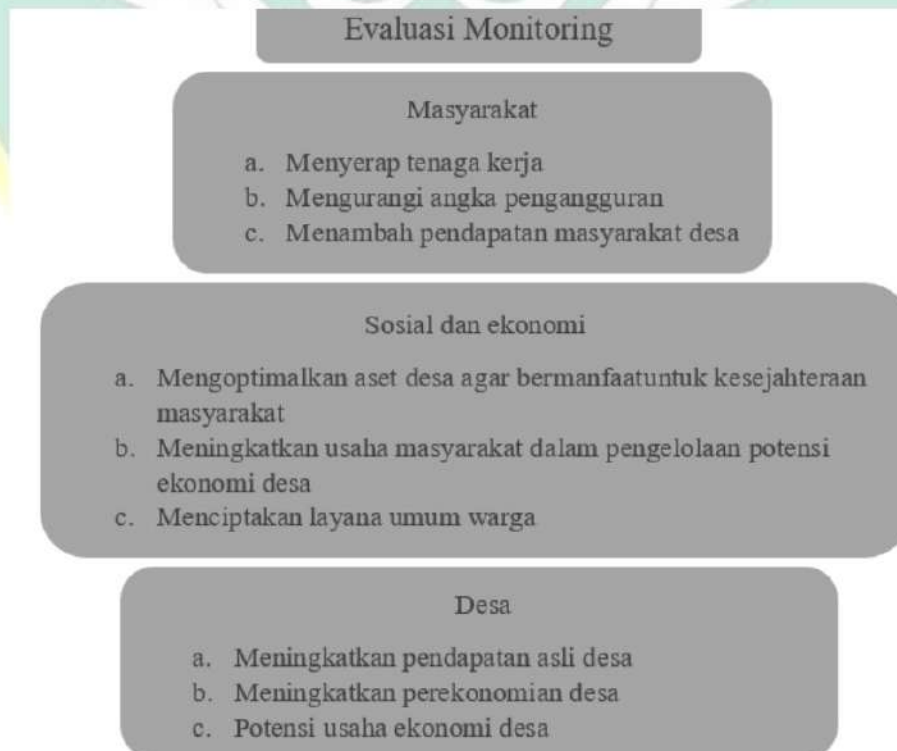 Evaluasi Monitoring
Masyarakat
a. Menyerap tenaga kerja
b. Mengurangi angka pengangguran
c. Menambah pendapatan masyarakat desa
Sosial dan ekonomi
a. Mengoptimalkan aset desa agar bermanfaatuntuk kesejahteraan
masyarakat
b. Meningkatkan usaha masyarakat dalam pengelolaan potensi
ekonomi desa
c. Menciptakan layana umum warga
Desa
a. Meningkatkan pendapatan asli desa
b. Meningkatkan perekonomian desa
c. Potensi usaha ekonomi desa